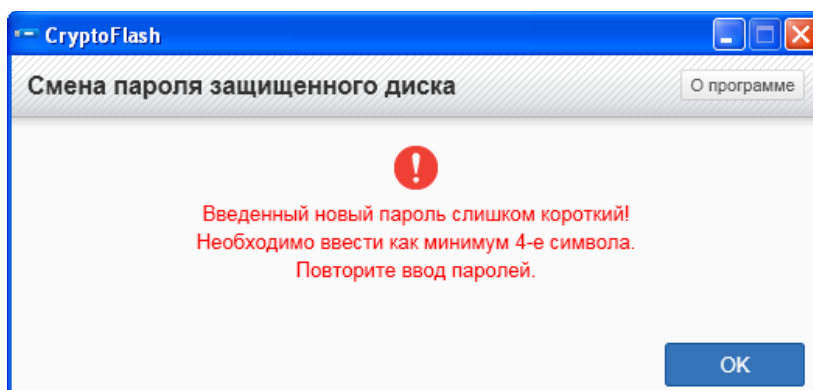 CryptoFlash
Смена пароля защищенного диска
О программе
Введенный новый пароль слишком короткий!
Необходимо ввести как минимум 4-е символа.
Повторите ввод паролей.
OK